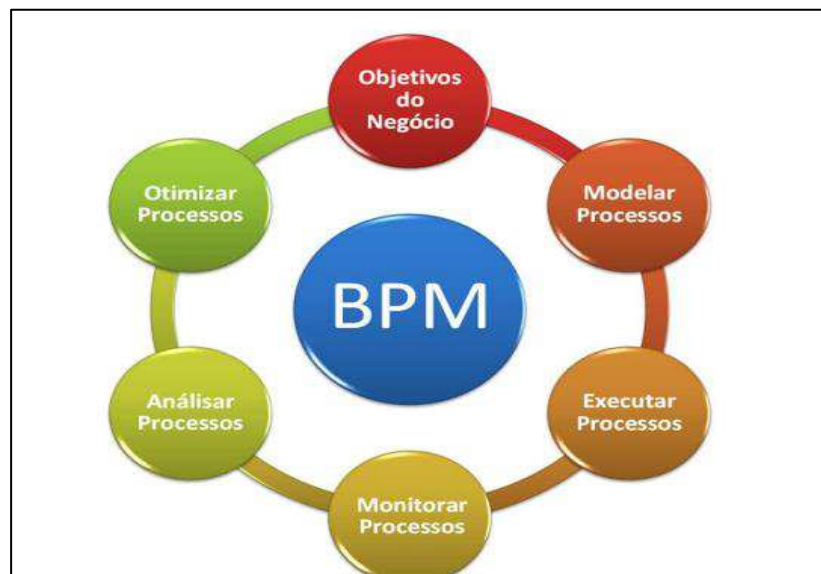 Objetivos
do
Negócio
Modelar
Processos
Executar
Processos
Monitorar
Processos
Análisar
Processos
Otimizar
Processos
BPM